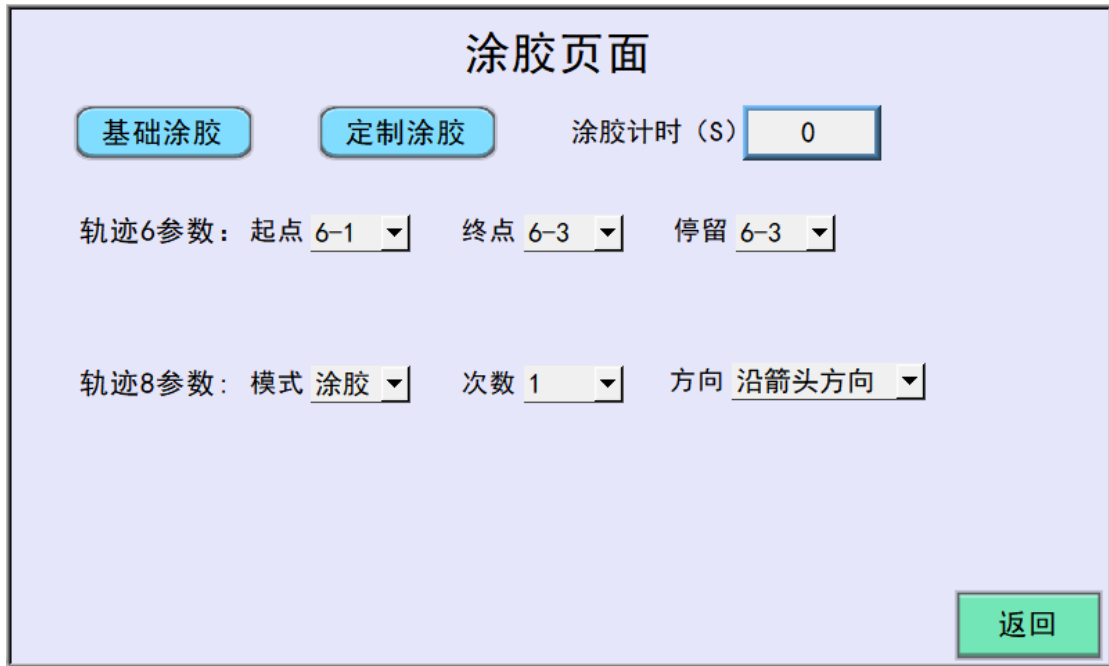 涂胶页面
基础涂胶 定制涂胶 涂胶计时（S） 0
轨迹6参数：起点 6-1 终点 6-3 停留 6-3
轨迹8参数: 模式 涂胶 次数 1 方向 沿箭头方向
返回